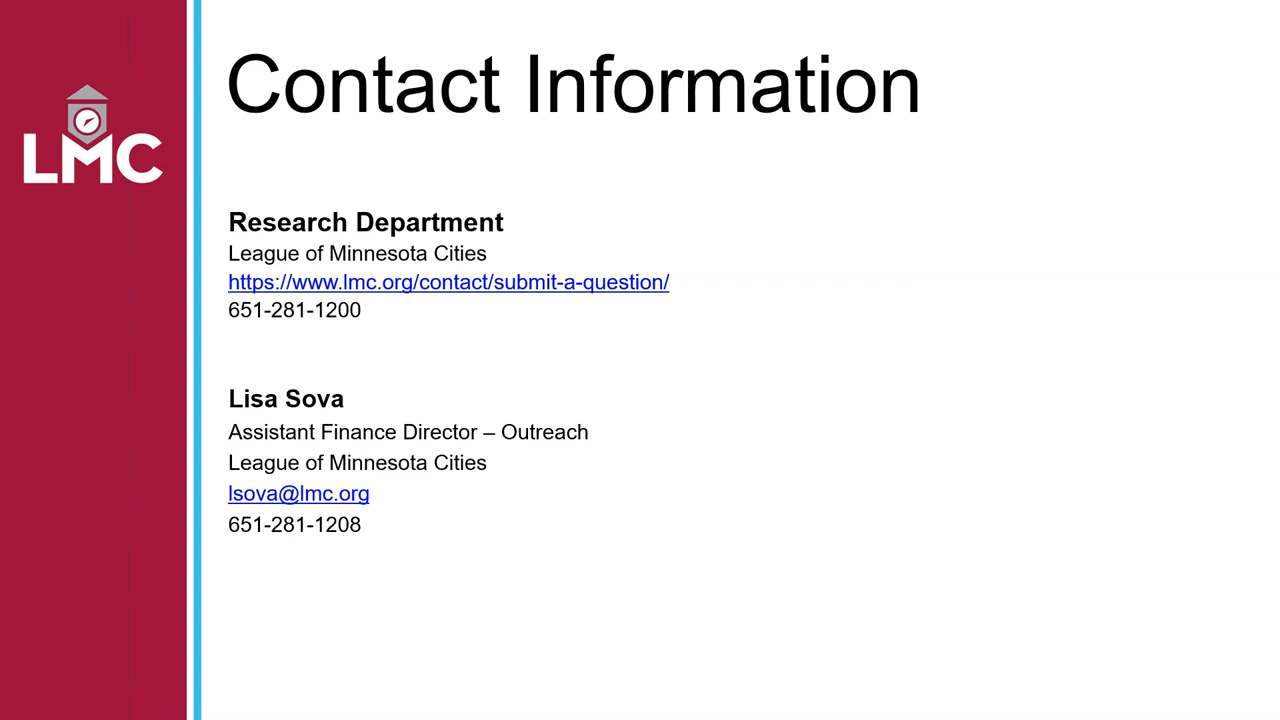 LMC
Contact Information
Research Department
League of Minnesota Cities
https://www.lmc.org/contact/submit-a-question/
651-281-1200
Lisa Sova
Assistant Finance Director – Outreach
League of Minnesota Cities
lsova@lmc.org
651-281-1208